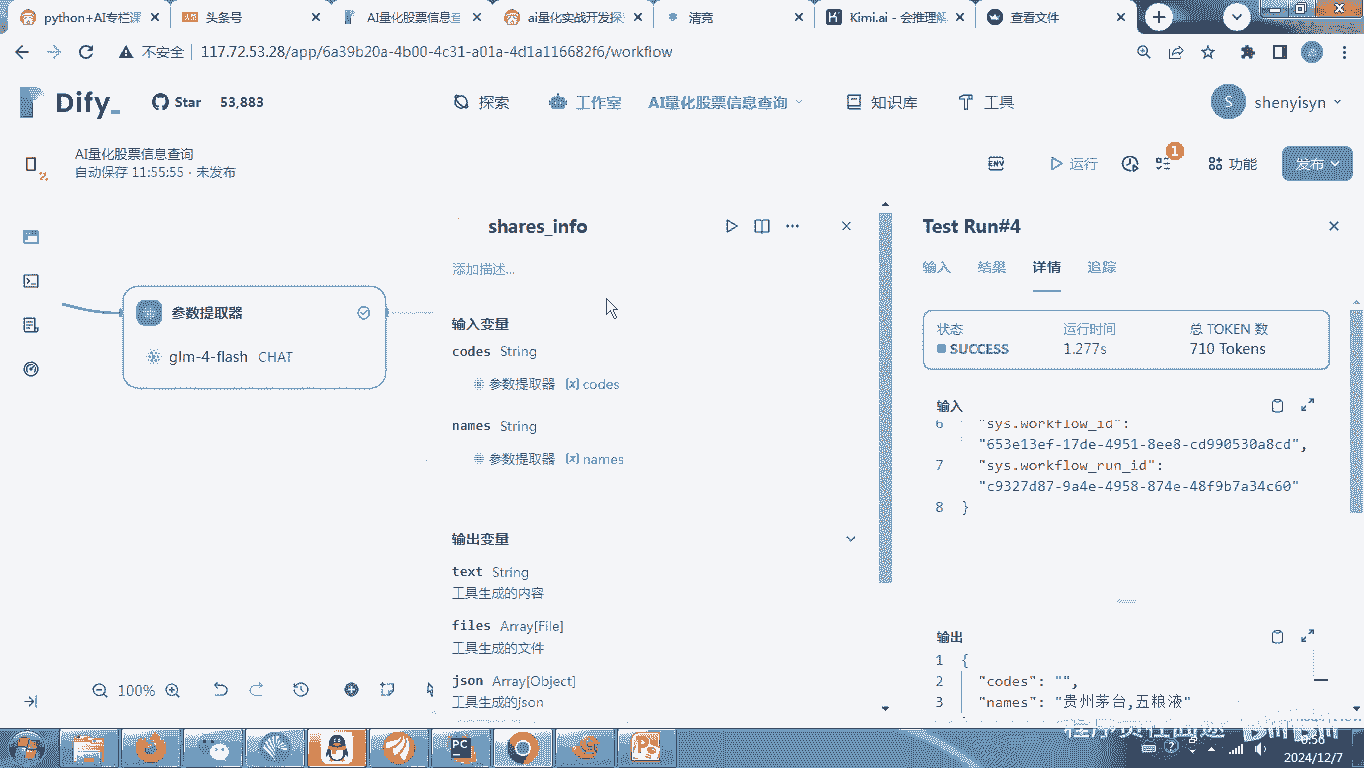 python+AI专栏课
头条号
AI量化股票信息查
ai量化实战开发探
清亮
Kimi.ai - 会推理解
查看文件
不安全
117.72.53.28/app/6a39b20a-4b00-4c31-a01a-4d1a116682f6/workflow
Dify_
Star 53,883
探索
工作室
AI量化股票信息查询
知识库
工具
S
shenyisyn
AI量化股票信息查询
自动保存 11:55:55 · 未发布
ENV
运行
1
功能
发布
参数提取器
glm-4-flash CHAT
shares_info
添加描述...
输入变量
codes String
参数提取器 {x} codes
names String
参数提取器 {x} names
输出变量
text String
工具生成的内容
files Array[File]
工具生成的文件
json Array[Object]
工具生成的json
100%
Test Run#4
输入 结果 详情 追踪
状态 运行时间 总 TOKEN 数
SUCCESS 1.277s 710 Tokens
输入
6 "sys.workflow_id":
"653e13ef-17de-4951-8ee8-cd990530a8cd",
7 "sys.workflow_run_id":
"c9327d87-9a4e-4958-874e-48f9b7a34c60"
8 }
输出
1 {
2 "codes": "",
3 "names": "贵州茅台,五粮液"
2024/12/7